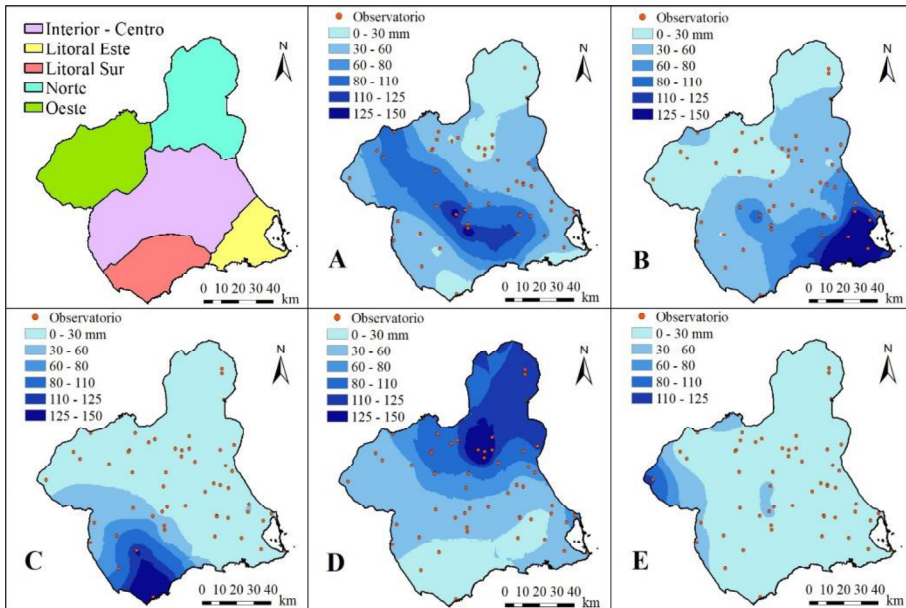 Interior - Centro
Litoral Este
Litoral Sur
Norte
Oeste
N
0 10 20 30 40
km
Observatorio
0 - 30 mm
30 - 60
60 - 80
80 - 110
110 - 125
125 - 150
N
A
0 10 20 30 40
km
Observatorio
0 - 30 mm
30 - 60
60 - 80
80 - 110
110 - 125
125 - 150
N
B
0 10 20 30 40
km
Observatorio
0 - 30 mm
30 - 60
60 - 80
80 - 110
110 - 125
125 - 150
N
C
0 10 20 30 40
km
Observatorio
0 - 30 mm
30 - 60
60 - 80
80 - 110
110 - 125
125 - 150
N
D
0 10 20 30 40
km
Observatorio
0 - 30 mm
30 - 60
60 - 80
80 - 110
110 - 125
N
E
0 10 20 30 40
km